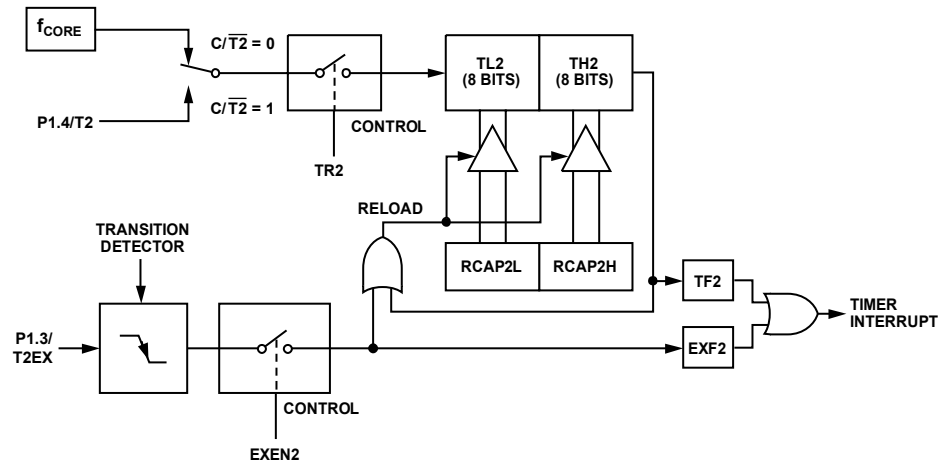 fCORE
C/T2̅ = 0
C/T2̅ = 1
P1.4/T2
CONTROL
TR2
TL2
(8 BITS)
TH2
(8 BITS)
RELOAD
TRANSITION
DETECTOR
RCAP2L
RCAP2H
TF2
TIMER
INTERRUPT
P1.3/
T2EX
EXF2
CONTROL
EXEN2